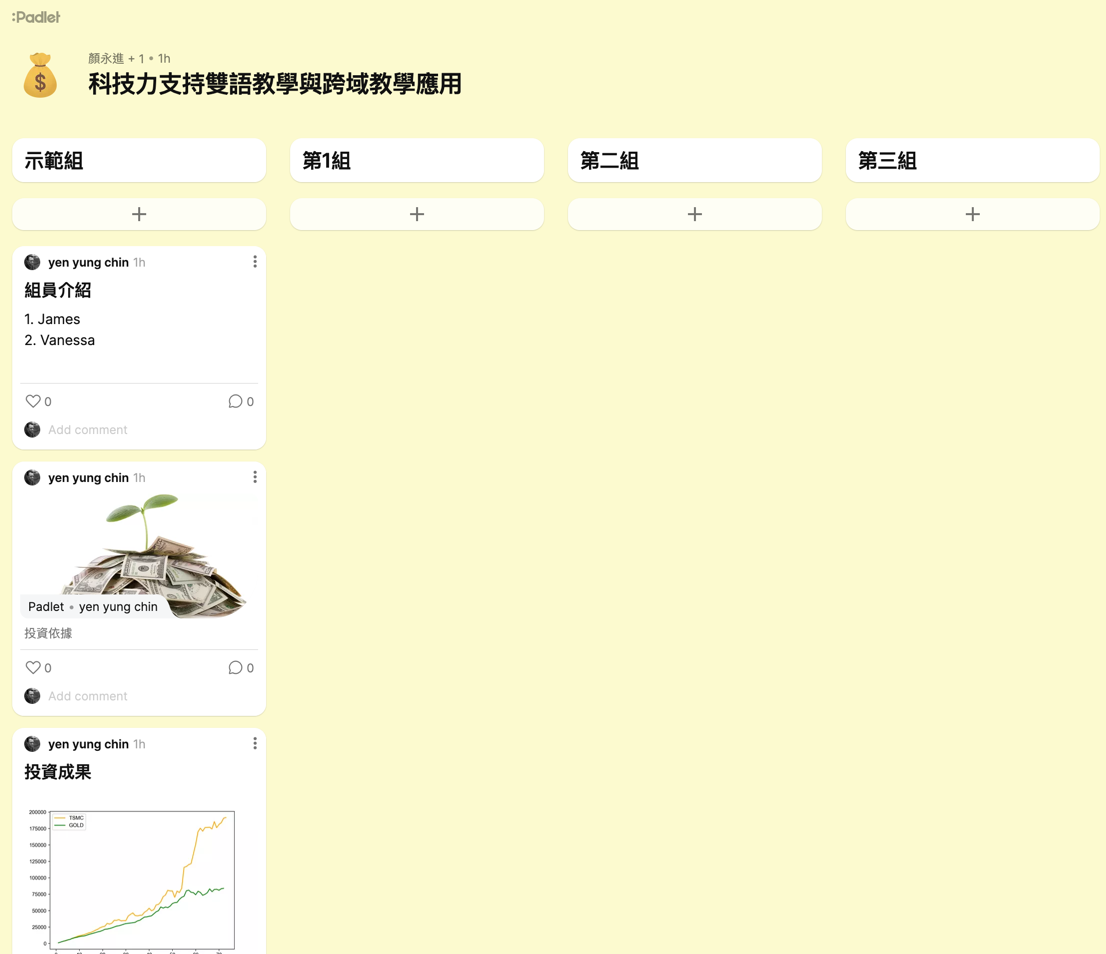 :Padlet
顏永進 + 1 • 1h
科技力支持雙語教學與跨域教學應用
示範組
第1組
第二組
第三組
yen yung chin 1h
組員介紹
1. James
2. Vanessa
0
0
Add comment
yen yung chin 1h
Padlet • yen yung chin
投資依據
0
0
Add comment
yen yung chin 1h
投資成果
TSMC
GOLD
200000
175000
150000
125000
100000
75000
50000
25000
0